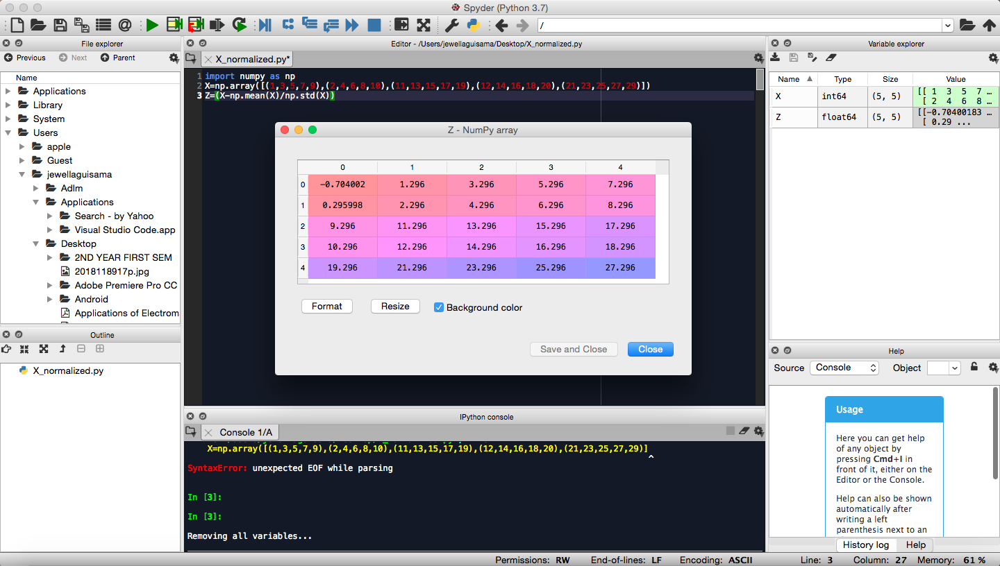 Spyder (Python 3.7)
/
File explorer
Previous Next Parent
Name
Applications
Library
System
Users
apple
Guest
jewellaguisama
Adlm
Applications
Search - by Yahoo
Visual Studio Code.app
Desktop
2ND YEAR FIRST SEM
2018118917p.jpg
Adobe Premiere Pro CC
Android
Applications of Electrom
Outline
X_normalized.py
Editor - /Users/jewellaguisama/Desktop/X_normalized.py
X_normalized.py*
1 import numpy as np
2 X=np.array([(1,3,5,7,9),(2,4,6,8,10),(11,13,15,17,19),(12,14,16,18,20),(21,23,25,27,29)])
3 Z=(X-np.mean(X)/np.std(X))
Z - NumPy array
0 1 2 3 4
0 -0.704002 1.296 3.296 5.296 7.296
1 0.295998 2.296 4.296 6.296 8.296
2 9.296 11.296 13.296 15.296 17.296
3 10.296 12.296 14.296 16.296 18.296
4 19.296 21.296 23.296 25.296 27.296
Format Resize Background color
Save and Close Close
IPython console
Console 1/A
X=np.array([(1,3,5,7,9),(2,4,6,8,10),(11,13,15,17,19),(12,14,16,18,20),(21,23,25,27,29)]
^
SyntaxError: unexpected EOF while parsing
In [3]:
In [3]:
Removing all variables...
Variable explorer
Name Type Size Value
X int64 (5, 5) [[ 1 3 5 7 …
[ 2 4 6 8 …
Z float64 (5, 5) [[-0.70400183 …
[ 0.29 ...
Help
Source Console Object
Usage
Here you can get help
of any object by
pressing Cmd+I in
front of it, either on the
Editor or the Console.
Help can also be shown
automatically after
writing a left
parenthesis next to an
History log Help
Permissions: RW End-of-lines: LF Encoding: ASCII Line: 3 Column: 27 Memory: 61 %